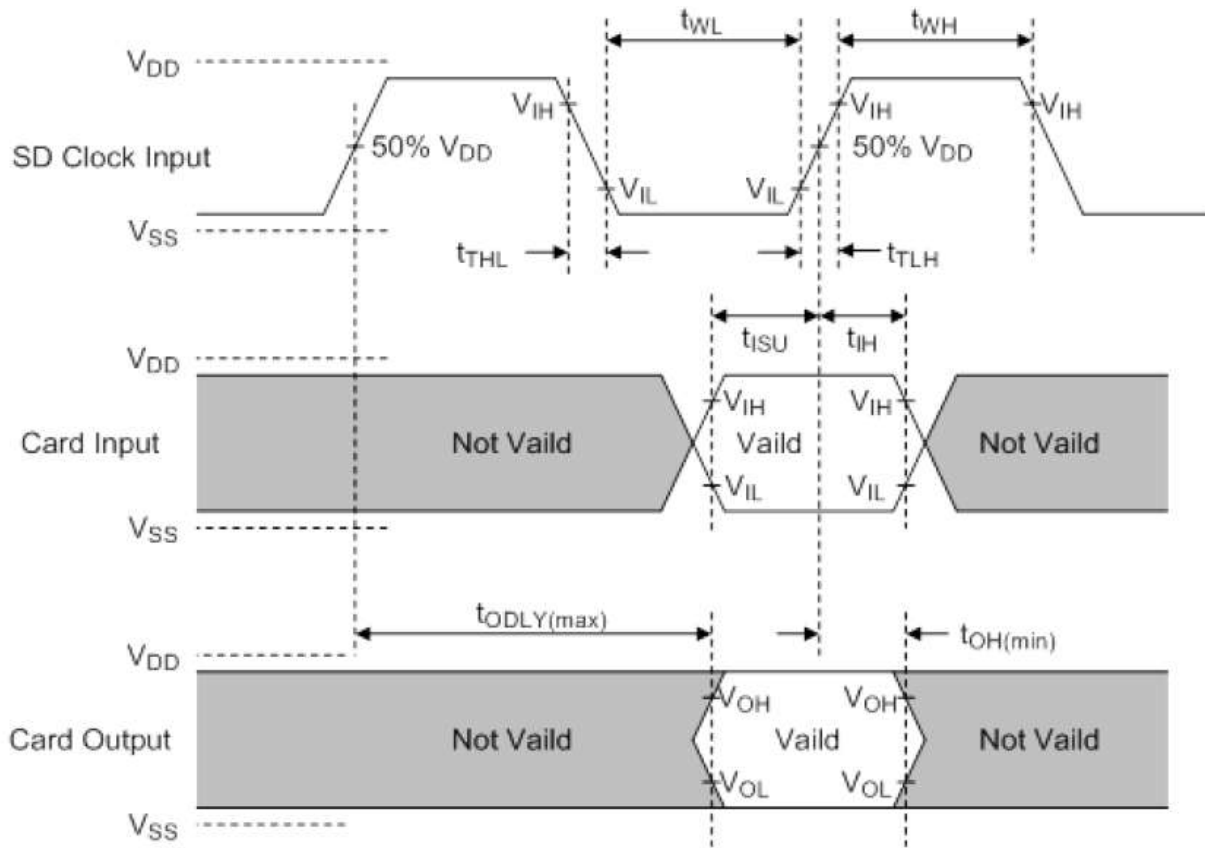 tWL
tWH
VDD
VIH
VIH
VIH
SD Clock Input
50% VDD
50% VDD
VIL
VIL
VSS
tTHL
tTLH
tISU
tIH
VDD
VIH
VIH
Card Input
Not Vaild
Vaild
Not Vaild
VIL
VIL
VSS
tODLY(max)
tOH(min)
VDD
VOH
VOH
Card Output
Not Vaild
Vaild
Not Vaild
VOL
VOL
VSS